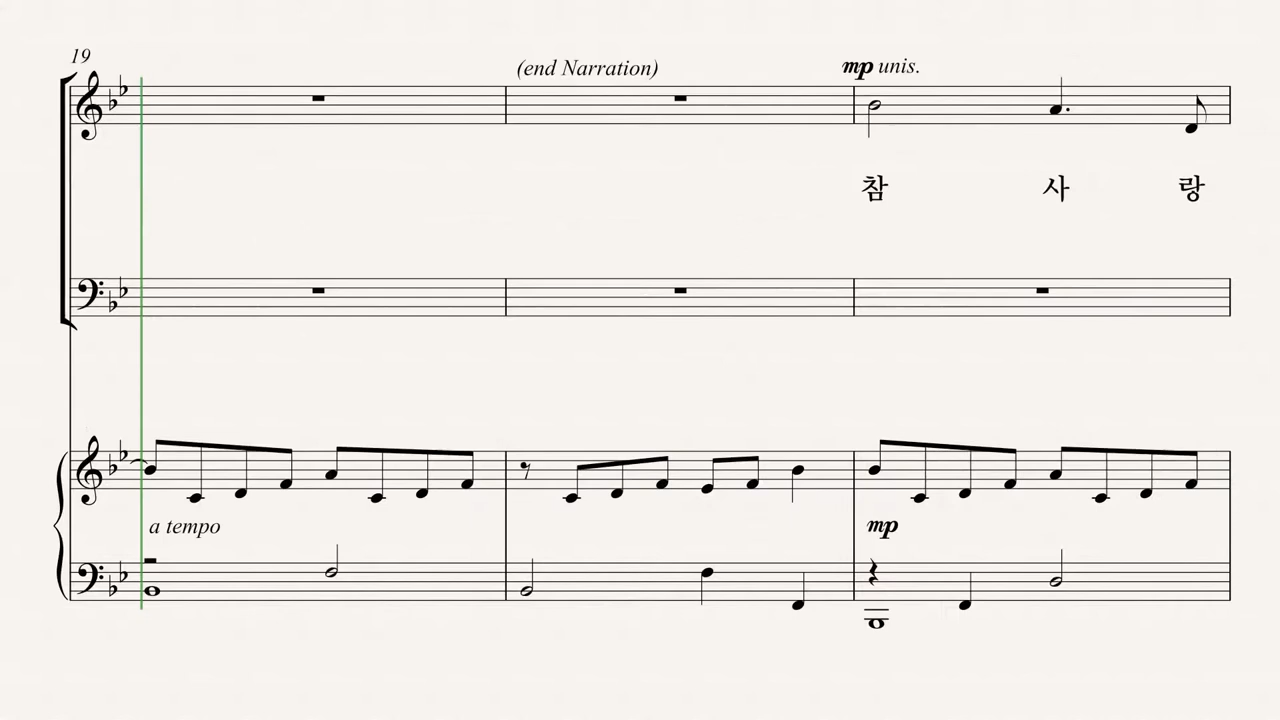 19
(end Narration)
mp unis.
참 사 랑
a tempo
mp